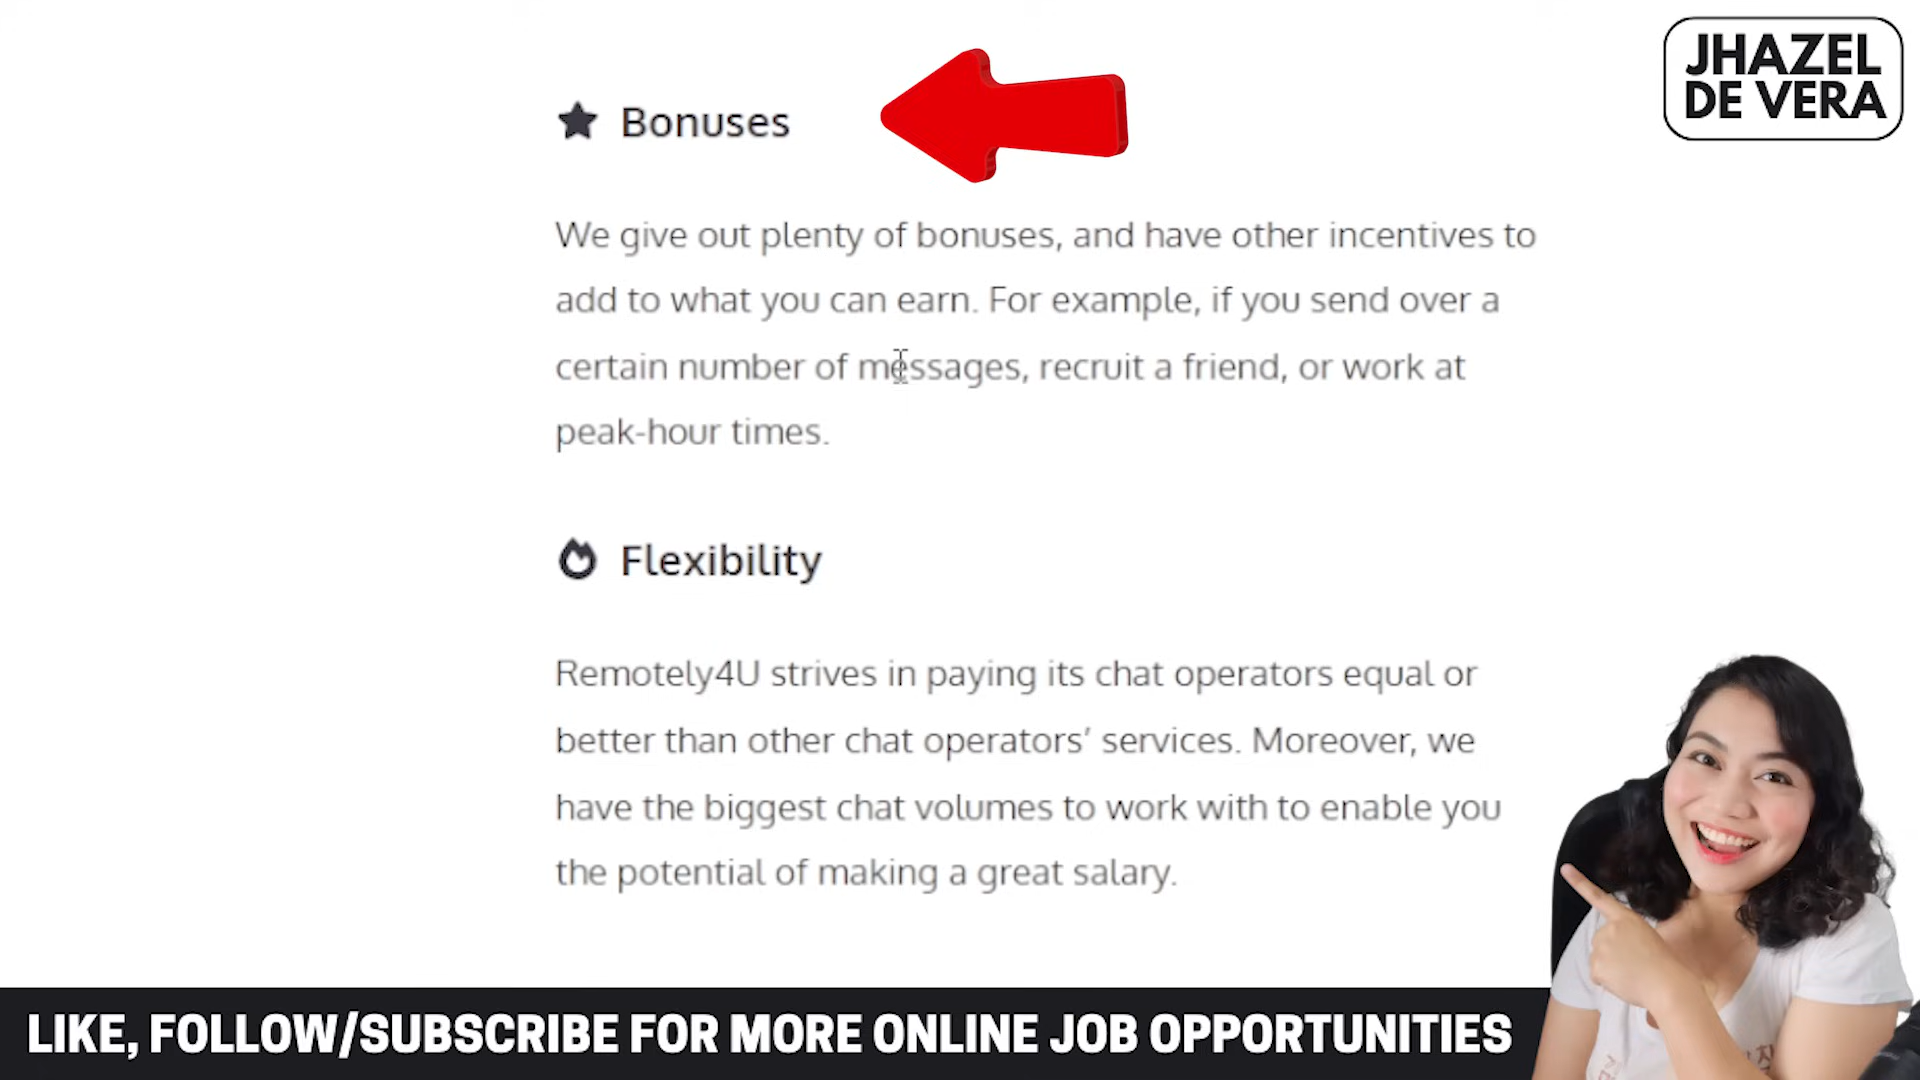 JHAZEL
DE VERA
Bonuses
We give out plenty of bonuses, and have other incentives to
add to what you can earn. For example, if you send over a
certain number of messages, recruit a friend, or work at
peak-hour times.
Flexibility
Remotely4U strives in paying its chat operators equal or
better than other chat operators’ services. Moreover, we
have the biggest chat volumes to work with to enable you
the potential of making a great salary.
LIKE, FOLLOW/SUBSCRIBE FOR MORE ONLINE JOB OPPORTUNITIES